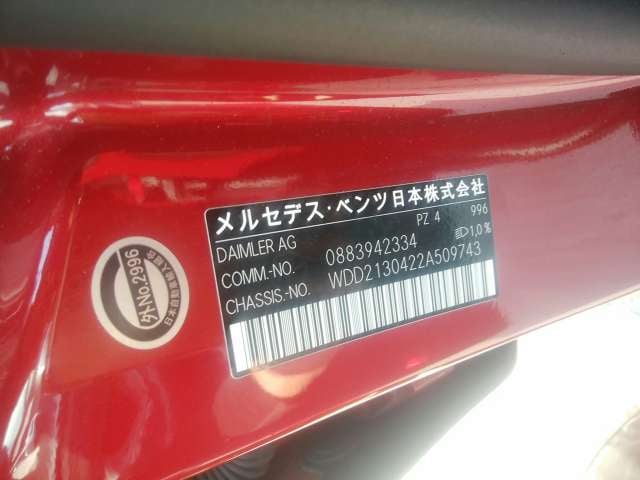 メルセデス・ベンツ日本株式会社
DAIMLER AG PZ 4 996
COMM.-NO. 0883942334 1,0%
CHASSIS.-NO. WDD2130422A509743
外No.2996